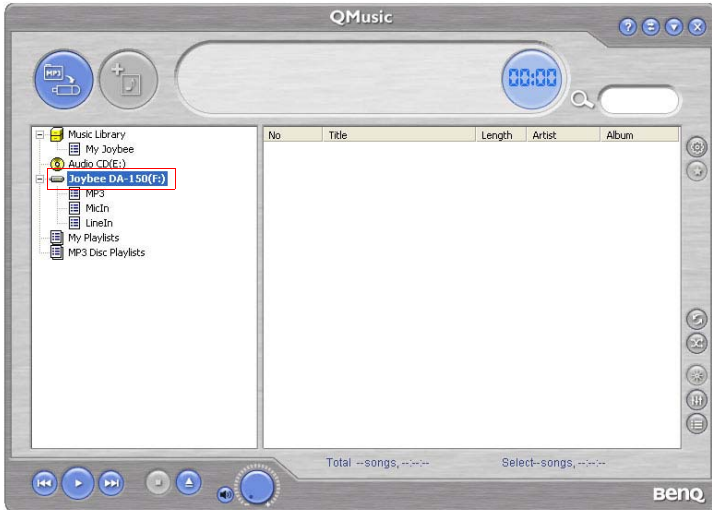 QMusic
?
MP3
00:00
Music Library
My Joybee
Audio CD(E:)
Joybee DA-150(F:)
MP3
MicIn
LineIn
My Playlists
MP3 Disc Playlists
No Title Length Artist Album
Total --songs, --:--:--
Select--songs, --:--:--
BenQ